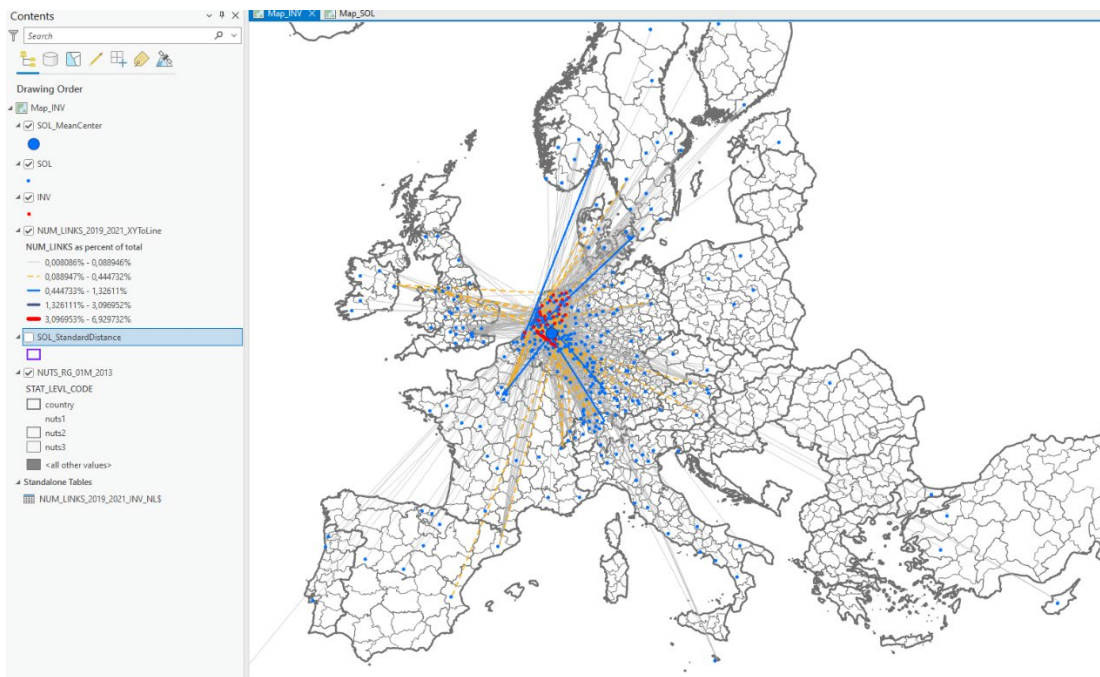 Contents
Map_INV
Map_SOL
Search
Drawing Order
Map_INV
SOL_MeanCenter
SOL
INV
NUM_LINKS_2019_2021_XYToLine
NUM_LINKS as percent of total
0,008086% - 0,088946%
0,088947% - 0,444732%
0,444733% - 1,32611%
1,326111% - 3,096952%
3,096953% - 6,929732%
SOL_StandardDistance
NUTS_RG_01M_2013
STAT_LEVL_CODE
country
nuts1
nuts2
nuts3
<all other values>
Standalone Tables
NUM_LINKS_2019_2021_INV_NL$